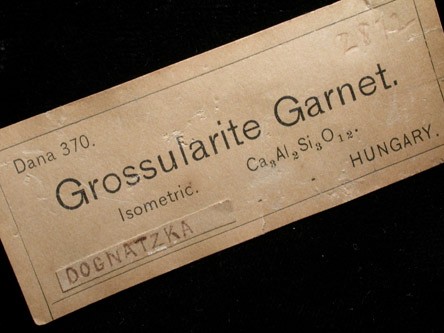 Dana 370.
Grossularite Garnet.
Isometric.
Ca₃Al₂Si₃O₁₂.
HUNGARY.
DOGNATZKA